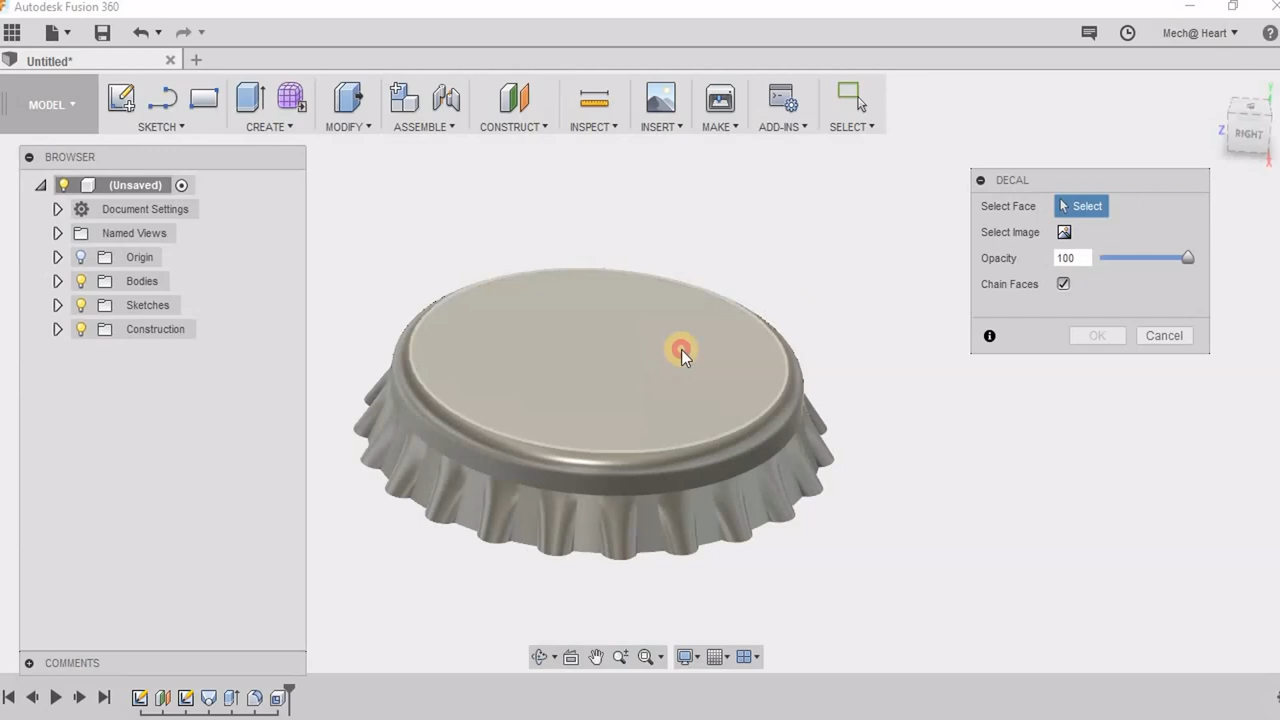 Autodesk Fusion 360
Mech@ Heart
Untitled*
MODEL
SKETCH
CREATE
MODIFY
ASSEMBLE
CONSTRUCT
INSPECT
INSERT
MAKE
ADD-INS
SELECT
Z
RIGHT
BROWSER
(Unsaved)
Document Settings
Named Views
Origin
Bodies
Sketches
Construction
DECAL
Select Face Select
Select Image
Opacity 100
Chain Faces
OK Cancel
COMMENTS